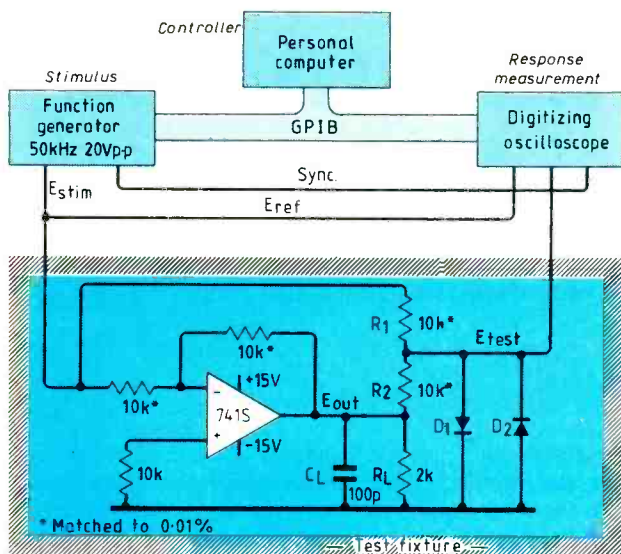 Controller
Personal
computer
Stimulus
Function
generator
50kHz 20Vp-p
GPIB
Response
measurement
Digitizing
oscilloscope
Sync.
Estim
Eref
R1
10k*
Etest
10k*
10k*
+15V
-
741S
+
-15V
Eout
R2
10k*
D1
D2
10k
CL
100p
RL
2k
* Matched to 0.01%
Test fixture